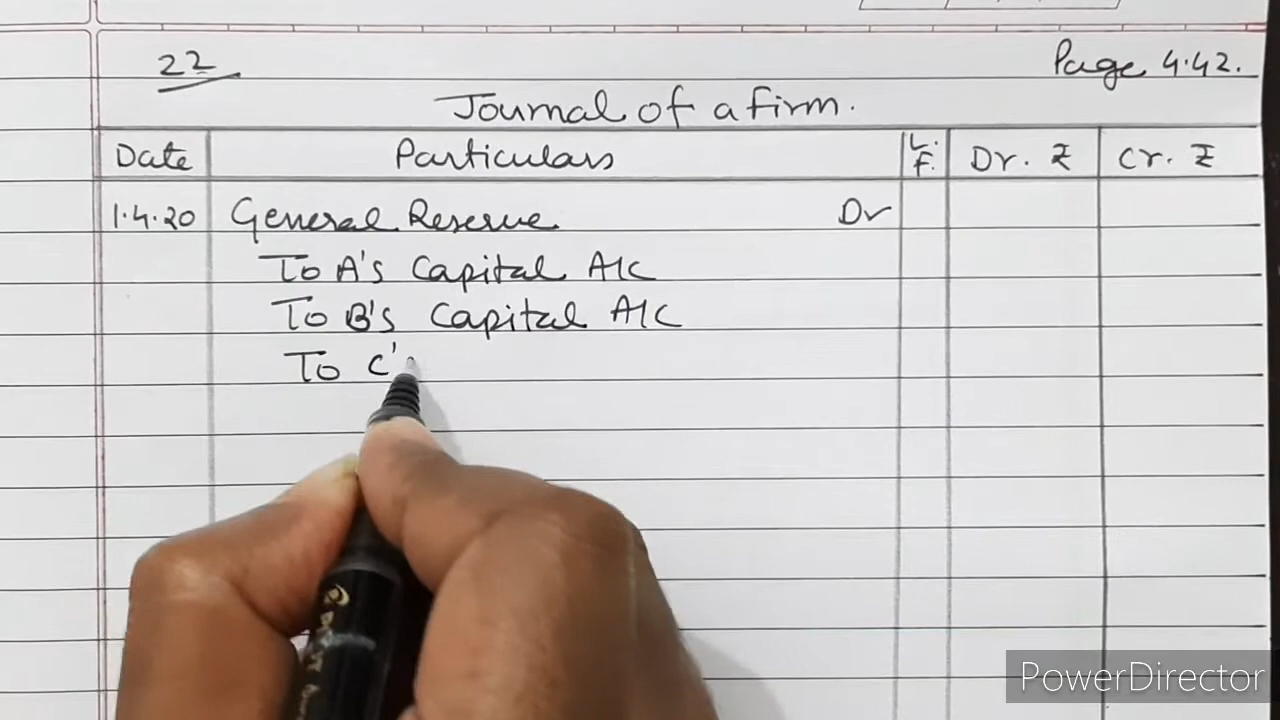 22
Page 4.42.
Journal of a firm.
Date Particulars L.F. Dr. ₹ Cr. ₹
1.4.20 General Reserve Dr
To A's Capital A/C
To B's Capital A/C
To C'
PowerDirector